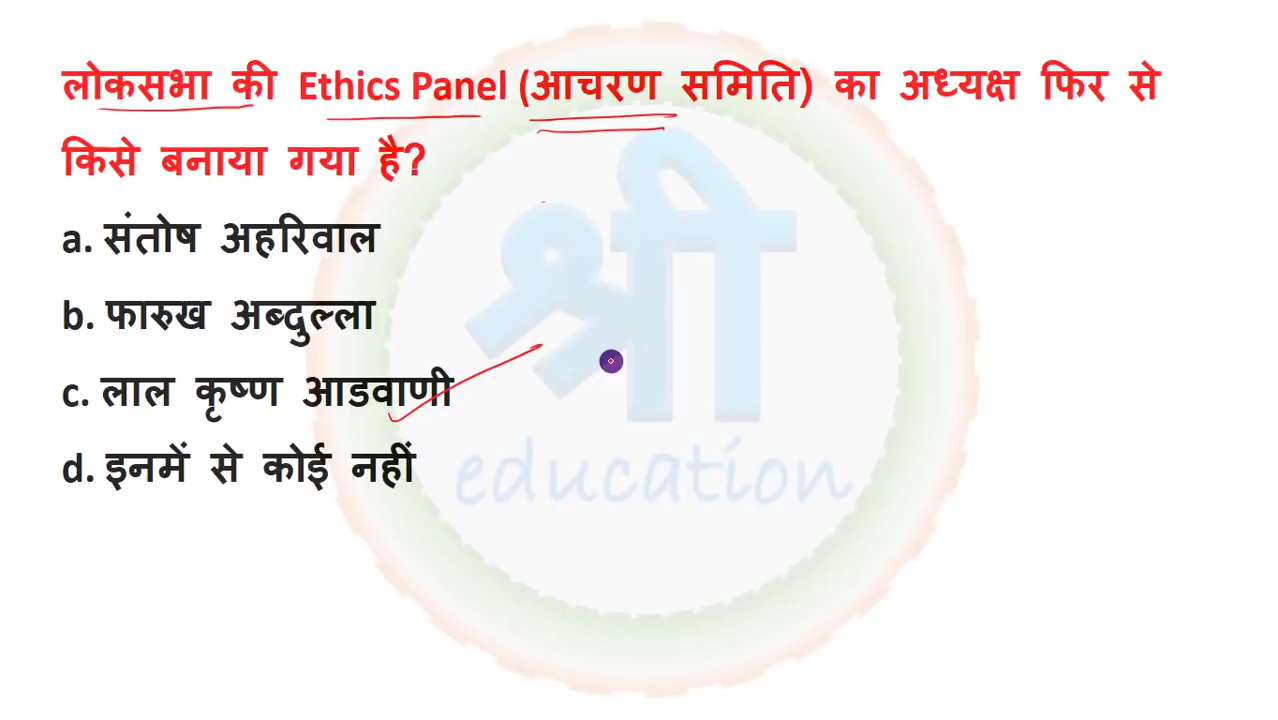 लोकसभा की Ethics Panel (आचरण समिति) का अध्यक्ष फिर से
किसे बनाया गया है?
a. संतोष अहरिवाल
b. फारुख अब्दुल्ला
c. लाल कृष्ण आडवाणी
d. इनमें से कोई नहीं
श्री
education